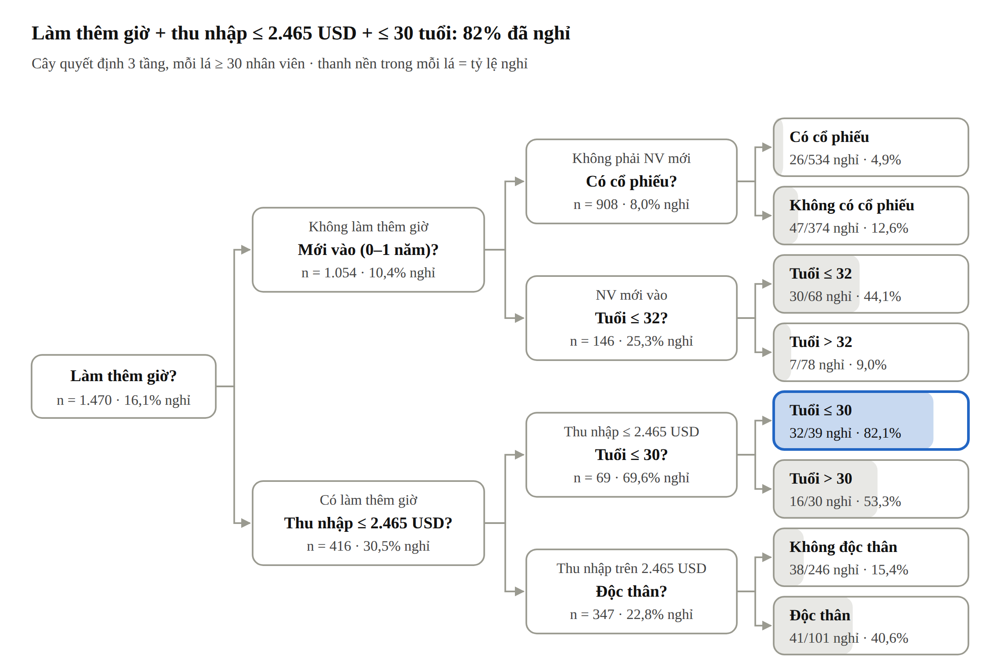 Làm thêm giờ + thu nhập ≤ 2.465 USD + ≤ 30 tuổi: 82% đã nghỉ
Cây quyết định 3 tầng, mỗi lá ≥ 30 nhân viên · thanh nền trong mỗi lá = tỷ lệ nghỉ
Làm thêm giờ?
n = 1.470 · 16,1% nghỉ
Không làm thêm giờ
Mới vào (0–1 năm)?
n = 1.054 · 10,4% nghỉ
Có làm thêm giờ
Thu nhập ≤ 2.465 USD?
n = 416 · 30,5% nghỉ
Không phải NV mới
Có cổ phiếu?
n = 908 · 8,0% nghỉ
NV mới vào
Tuổi ≤ 32?
n = 146 · 25,3% nghỉ
Thu nhập ≤ 2.465 USD
Tuổi ≤ 30?
n = 69 · 69,6% nghỉ
Thu nhập trên 2.465 USD
Độc thân?
n = 347 · 22,8% nghỉ
Có cổ phiếu
26/534 nghỉ · 4,9%
Không có cổ phiếu
47/374 nghỉ · 12,6%
Tuổi ≤ 32
30/68 nghỉ · 44,1%
Tuổi > 32
7/78 nghỉ · 9,0%
Tuổi ≤ 30
32/39 nghỉ · 82,1%
Tuổi > 30
16/30 nghỉ · 53,3%
Không độc thân
38/246 nghỉ · 15,4%
Độc thân
41/101 nghỉ · 40,6%